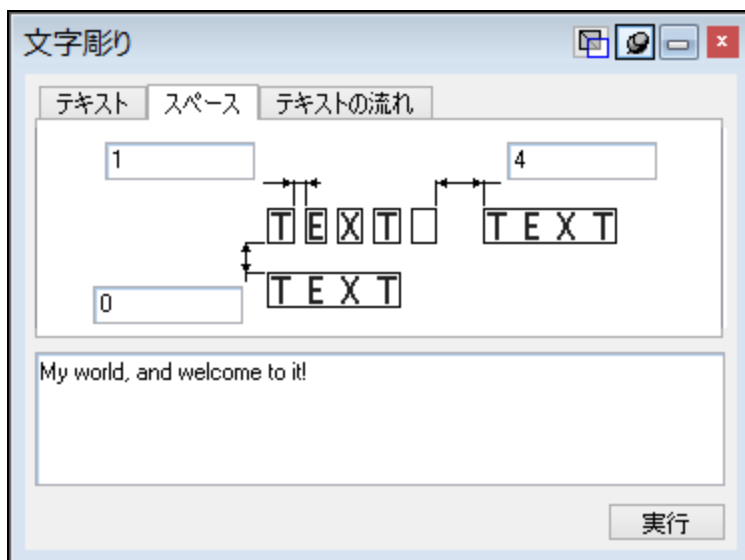 文字彫り
テキスト スペース テキストの流れ
1 4
TEXT TEXT
0 TEXT
My world, and welcome to it!
実行